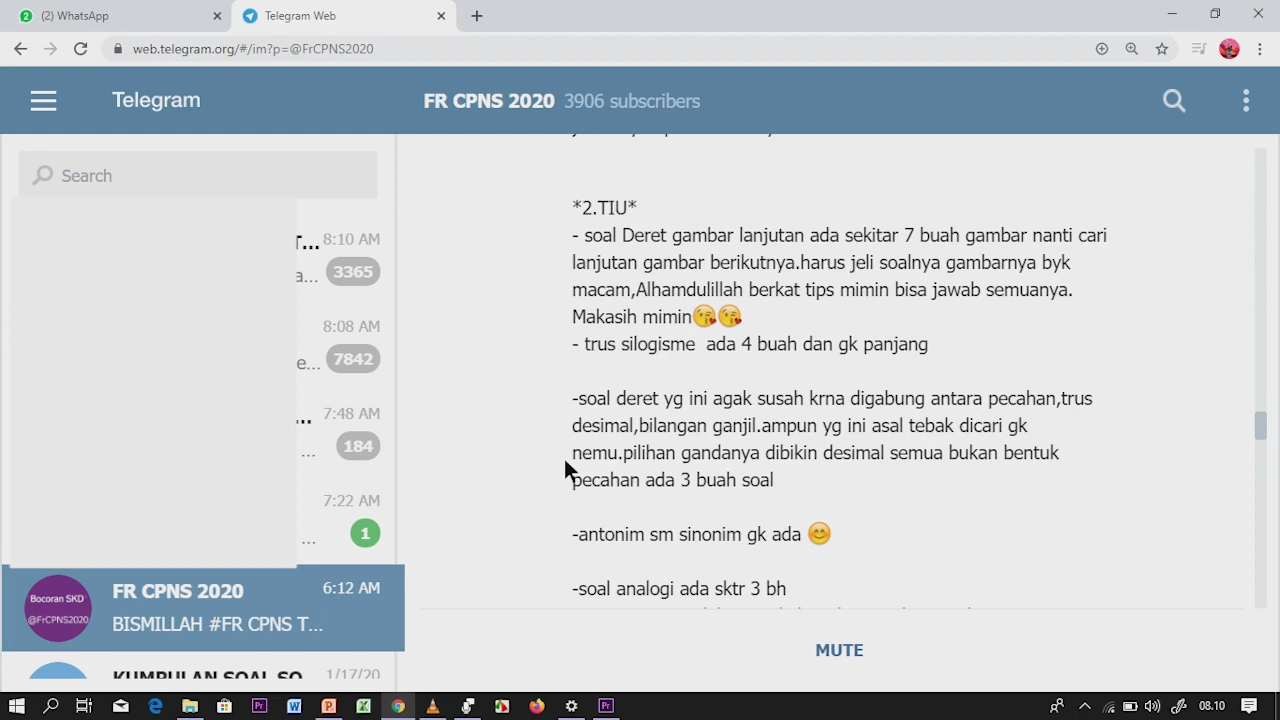 (2) WhatsApp
Telegram Web
web.telegram.org/#/im?p=@FrCPNS2020
Telegram
FR CPNS 2020 3906 subscribers
Search
T... 8:10 AM
a... 3365
8:08 AM
e... 7842
... 7:48 AM
... 184
7:22 AM
... 1
Bocoran SKD
@FrCPNS2020
FR CPNS 2020 6:12 AM
BISMILLAH #FR CPNS T...
KUMPULAN SOAL SO 1/17/20
*2.TIU*
- soal Deret gambar lanjutan ada sekitar 7 buah gambar nanti cari
lanjutan gambar berikutnya.harus jeli soalnya gambarnya byk
macam,Alhamdulillah berkat tips mimin bisa jawab semuanya.
Makasih mimin😘😘
- trus silogisme ada 4 buah dan gk panjang
-soal deret yg ini agak susah krna digabung antara pecahan,trus
desimal,bilangan ganjil.ampun yg ini asal tebak dicari gk
nemu.pilihan gandanya dibikin desimal semua bukan bentuk
pecahan ada 3 buah soal
-antonim sm sinonim gk ada 😊
-soal analogi ada sktr 3 bh
MUTE
08.10